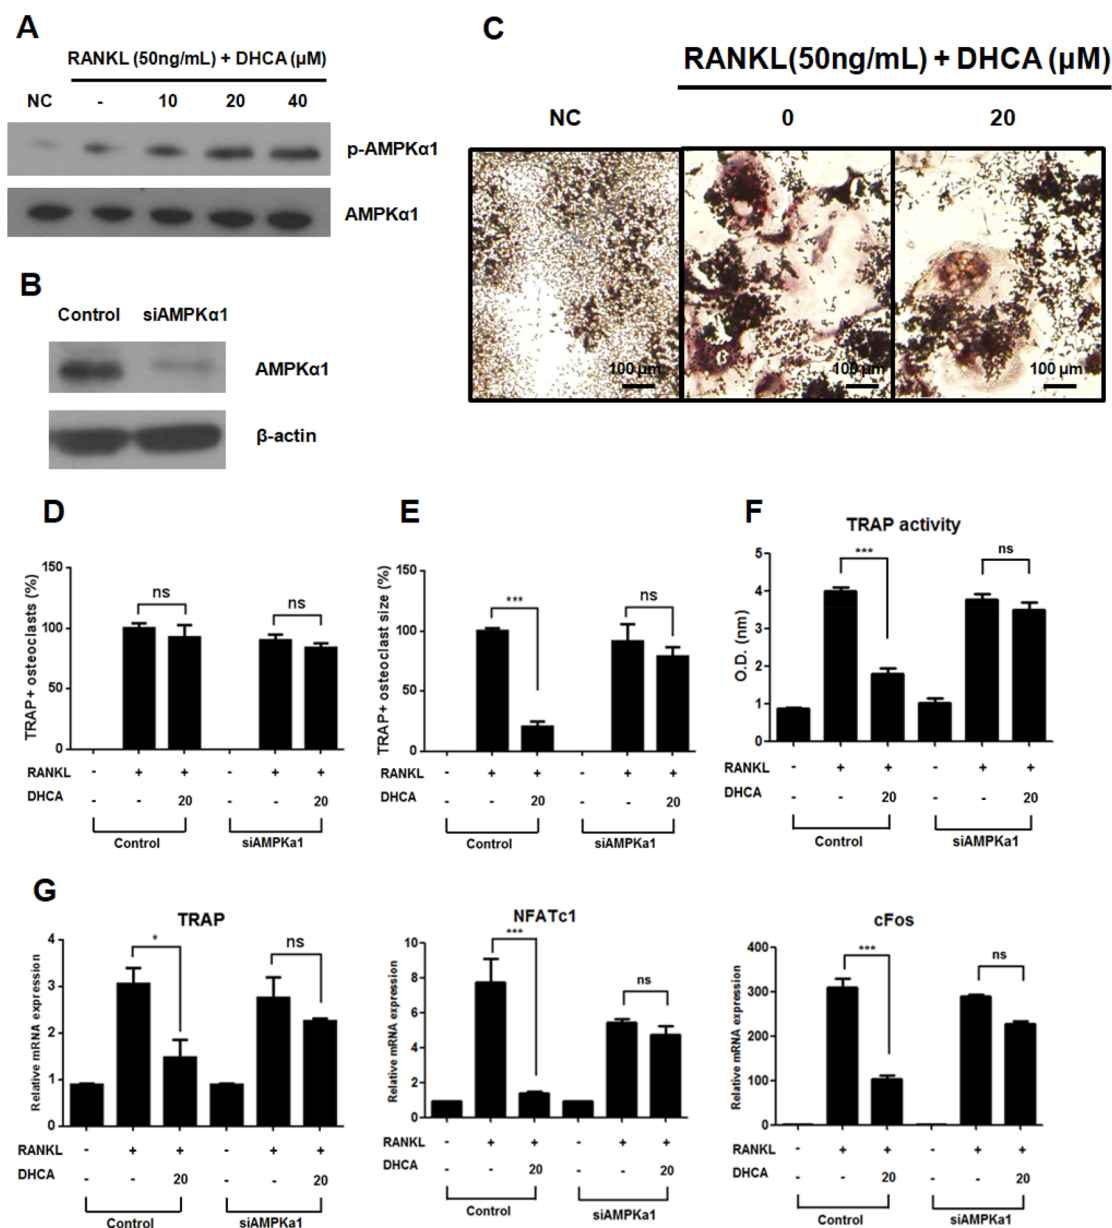 A
RANKL (50ng/mL) + DHCA (µM)
NC - 10 20 40
p-AMPKα1
AMPKα1
B
Control siAMPKα1
AMPKα1
β-actin
C
RANKL(50ng/mL) + DHCA (µM)
NC 0 20
100 µm 100 µm 100 µm
D
TRAP+ osteoclasts (%)
150
100
50
0
ns ns
RANKL - + + - + +
DHCA - - 20 - - 20
Control siAMPKa1
E
TRAP+ osteoclast size (%)
150
100
50
0
*** ns
RANKL - + + - + +
DHCA - - 20 - - 20
Control siAMPKa1
F
TRAP activity
O.D. (nm)
5
4
3
2
1
0
*** ns
RANKL - + + - + +
DHCA - - 20 - - 20
Control siAMPKa1
G
TRAP
Relative mRNA expression
4
3
2
1
0
* ns
RANKL - + + - + +
DHCA - - 20 - - 20
Control siAMPKa1
NFATc1
Relative mRNA expression
10
8
6
4
2
0
*** ns
RANKL - + + - + +
DHCA - - 20 - - 20
Control siAMPKa1
cFos
Relative mRNA expression
400
300
200
100
0
*** ns
RANKL - + + - + +
DHCA - - 20 - - 20
Control siAMPKa1